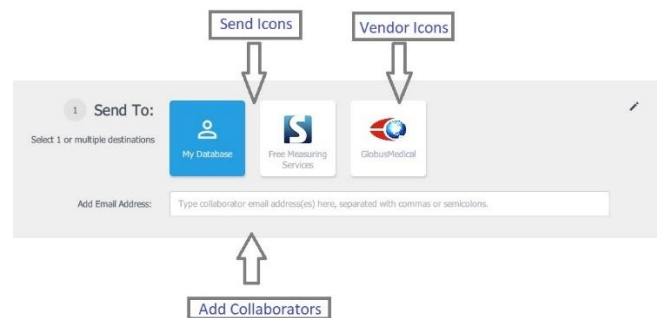 Send Icons
Vendor Icons
1 Send To:
Select 1 or multiple destinations
My Database
Free Measuring
Services
GlobusMedical
Add Email Address:
Type collaborator email address(es) here, separated with commas or semicolons.
Add Collaborators